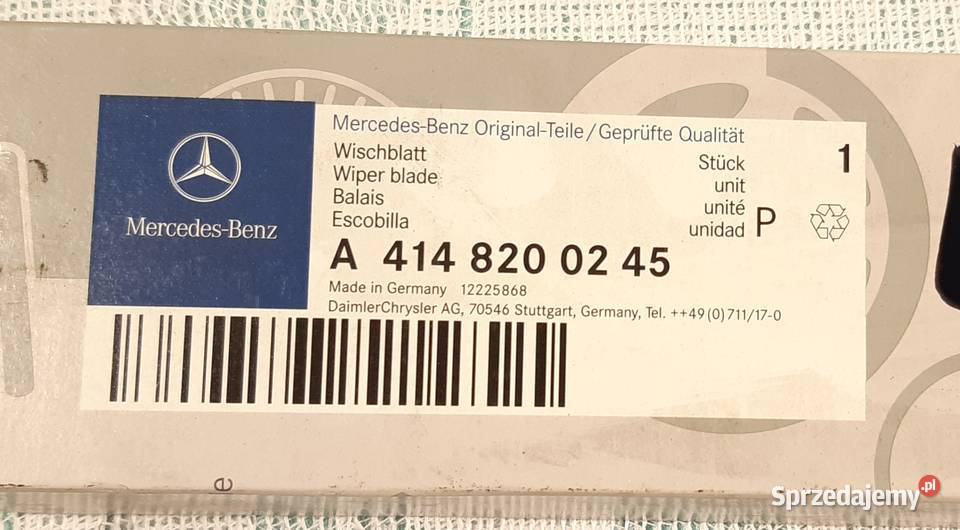 Mercedes-Benz
Mercedes-Benz Original-Teile/Geprüfte Qualität
Wischblatt
Wiper blade
Balais
Escobilla
Stück
unit
unité
unidad
P
1
A 414 820 02 45
Made in Germany 12225868
DaimlerChrysler AG, 70546 Stuttgart, Germany, Tel. ++49(0)711/17-0
e
Sprzedajemy.pl